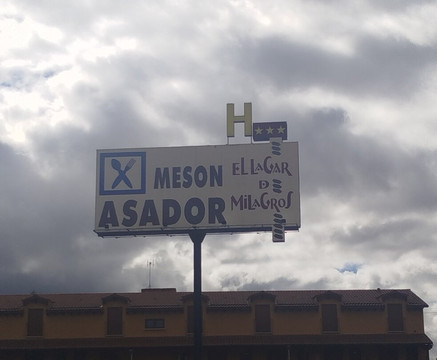 H
MESON
ASADOR
EL LAGAR
DE
MILAGROS